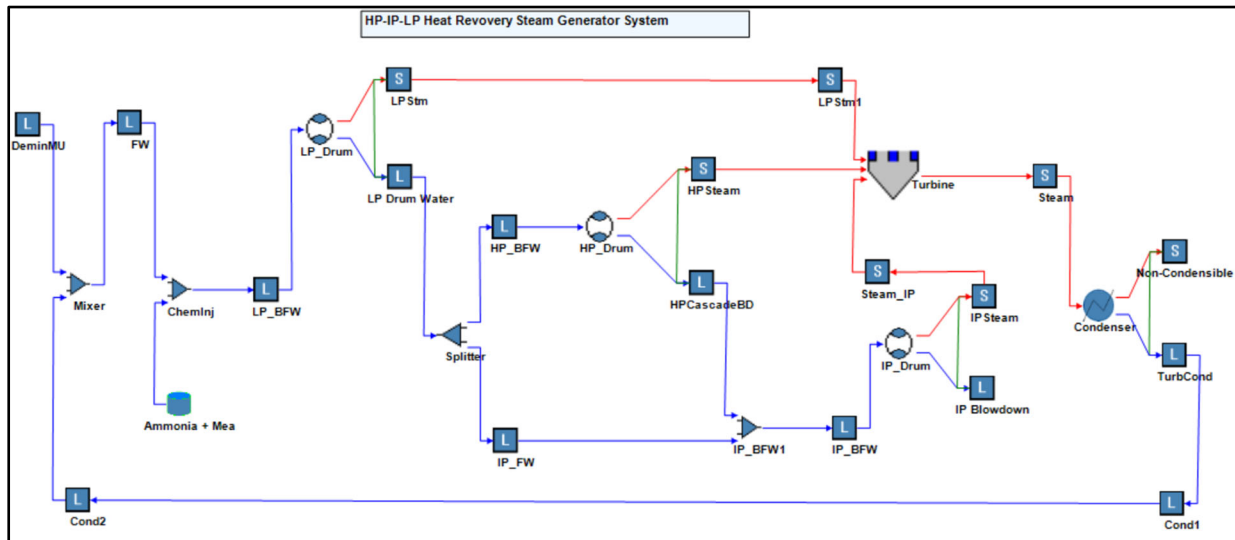 HP-IP-LP Heat Revovery Steam Generator System
S
LPStm
S
LPStm1
L
DeminMU
L
FW
LP_Drum
L
LP Drum Water
S
HPSteam
Turbine
S
Steam
L
HP_BFW
HP_Drum
S
Non-Condensible
Mixer
ChemInj
L
LP_BFW
L
HPCascadeBD
S
Steam_IP
S
IPSteam
Condenser
Splitter
IP_Drum
L
TurbCond
L
IP Blowdown
Ammonia + Mea
L
IP_FW
IP_BFW1
L
IP_BFW
L
Cond2
L
Cond1